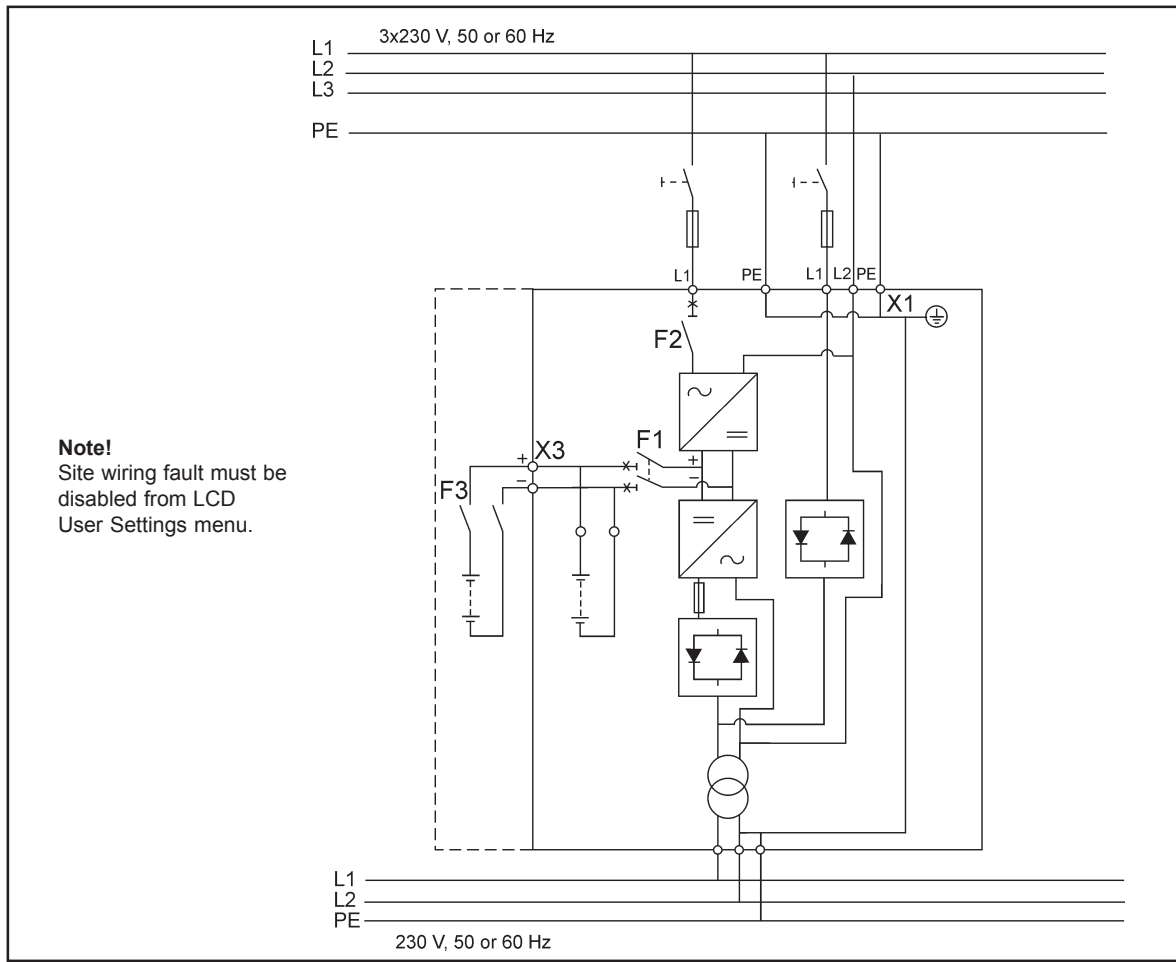 3x230 V, 50 or 60 Hz
L1
L2
L3
PE
L1 PE L1 L2 PE
X1
F2
Note!
Site wiring fault must be
disabled from LCD
User Settings menu.
+ X3 F1 +
- F3 -
L1
L2
PE
230 V, 50 or 60 Hz